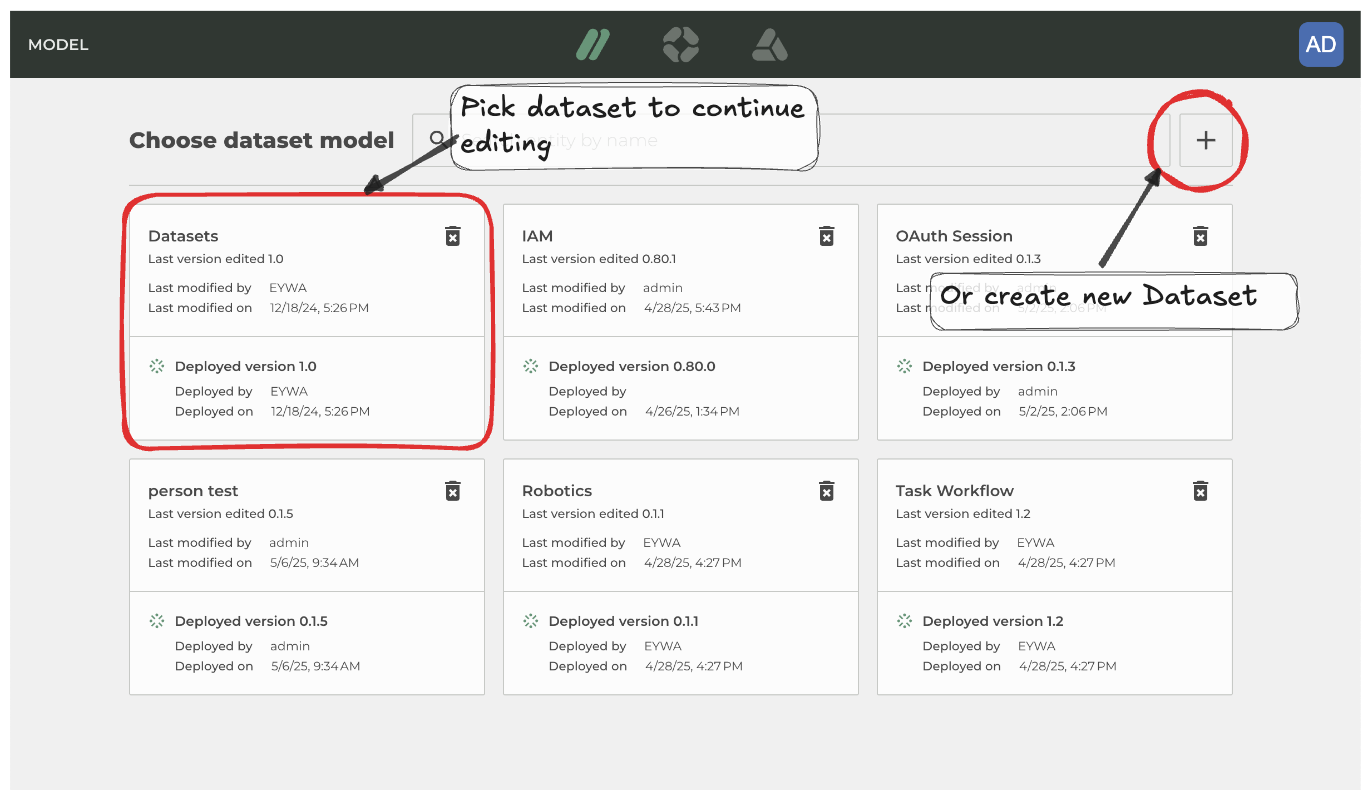 MODEL
AD
Pick dataset to continue
editing
Choose dataset model
entity by name
Datasets
Last version edited 1.0
Last modified by EYWA
Last modified on 12/18/24, 5:26 PM
Deployed version 1.0
Deployed by EYWA
Deployed on 12/18/24, 5:26 PM
IAM
Last version edited 0.80.1
Last modified by admin
Last modified on 4/28/25, 5:43 PM
Deployed version 0.80.0
Deployed by
Deployed on 4/26/25, 1:34 PM
OAuth Session
Last version edited 0.1.3
Last modified by admin
Last modified on 5/2/25, 2:06 PM
Or create new Dataset
Deployed version 0.1.3
Deployed by admin
Deployed on 5/2/25, 2:06 PM
person test
Last version edited 0.1.5
Last modified by admin
Last modified on 5/6/25, 9:34 AM
Deployed version 0.1.5
Deployed by admin
Deployed on 5/6/25, 9:34 AM
Robotics
Last version edited 0.1.1
Last modified by EYWA
Last modified on 4/28/25, 4:27 PM
Deployed version 0.1.1
Deployed by EYWA
Deployed on 4/28/25, 4:27 PM
Task Workflow
Last version edited 1.2
Last modified by EYWA
Last modified on 4/28/25, 4:27 PM
Deployed version 1.2
Deployed by EYWA
Deployed on 4/28/25, 4:27 PM